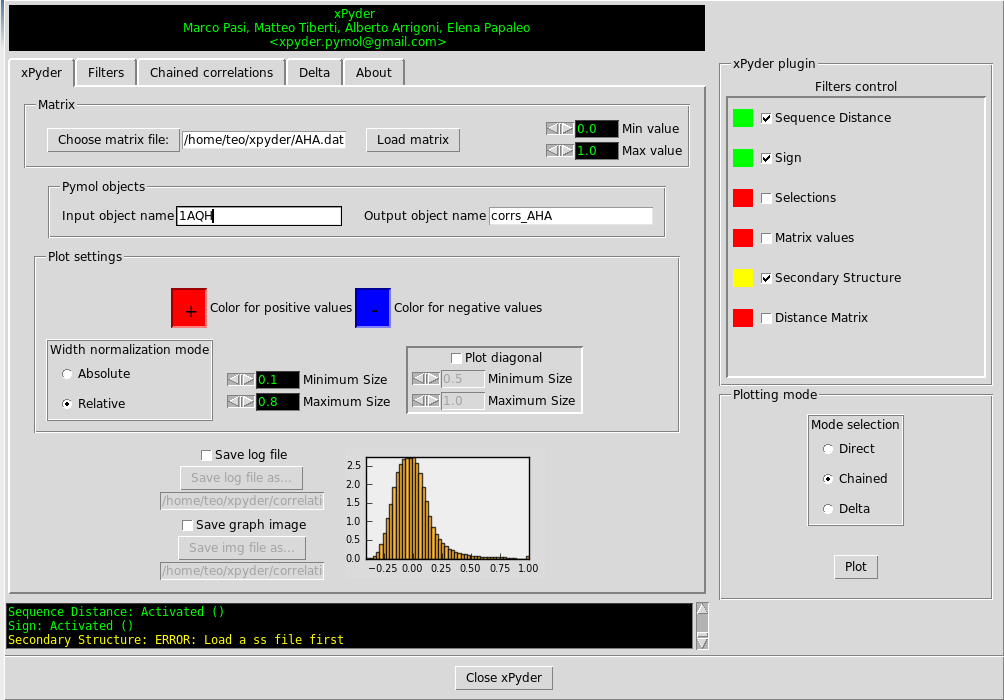 xPyder
Marco Pasi, Matteo Tiberti, Alberto Arrigoni, Elena Papaleo
<xpyder.pymol@gmail.com>
xPyder
Filters
Chained correlations
Delta
About
Matrix
Choose matrix file:
/home/teo/xpyder/AHA.dat
Load matrix
0.0 Min value
1.0 Max value
Pymol objects
Input object name 1AQH
Output object name corrs_AHA
Plot settings
+
Color for positive values
-
Color for negative values
Width normalization mode
Absolute
Relative
0.1 Minimum Size
0.8 Maximum Size
Plot diagonal
0.5 Minimum Size
1.0 Maximum Size
Save log file
Save log file as...
/home/teo/xpyder/correlati
Save graph image
Save img file as...
/home/teo/xpyder/correlati
2.5
2.0
1.5
1.0
0.5
0.0
−0.25 0.00 0.25 0.50 0.75 1.00
Sequence Distance: Activated ()
Sign: Activated ()
Secondary Structure: ERROR: Load a ss file first
xPyder plugin
Filters control
Sequence Distance
Sign
Selections
Matrix values
Secondary Structure
Distance Matrix
Plotting mode
Mode selection
Direct
Chained
Delta
Plot
Close xPyder